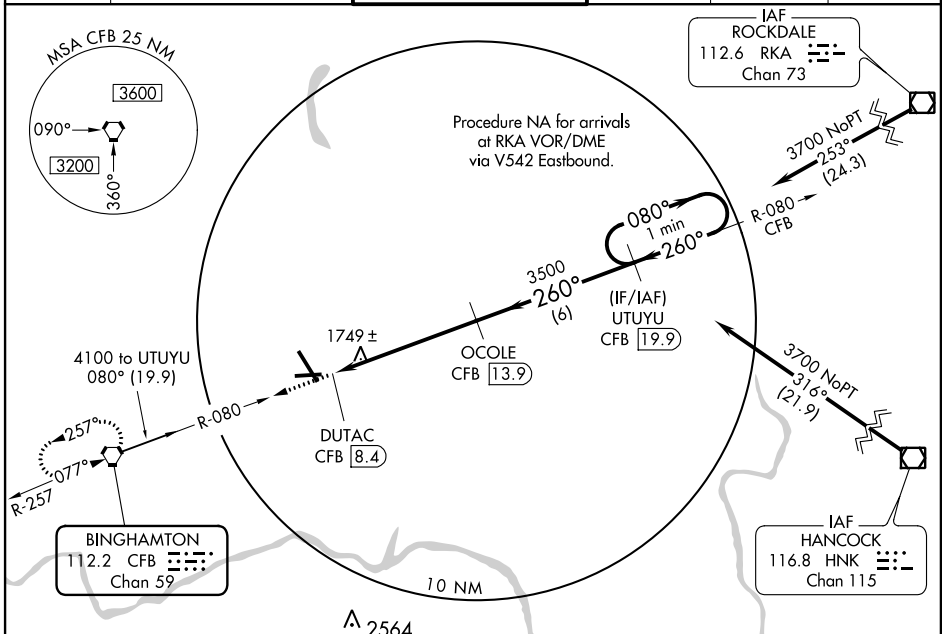 MSA CFB 25 NM
3600
090°
3200
360°
Procedure NA for arrivals
at RKA VOR/DME
via V542 Eastbound.
IAF
ROCKDALE
112.6 RKA
Chan 73
3700 NoPT
253°
(24.3)
080°
1 min
260°
R-080
CFB
3500
260°
(6)
(IF/IAF)
UTUYU
CFB 19.9
OCOLE
CFB 13.9
1749 ±
4100 to UTUYU
080° (19.9)
R-080
DUTAC
CFB 8.4
257°
077°
R-257
3700 NoPT
316°
(21.9)
BINGHAMTON
112.2 CFB
Chan 59
IAF
HANCOCK
116.8 HNK
Chan 115
10 NM
2564